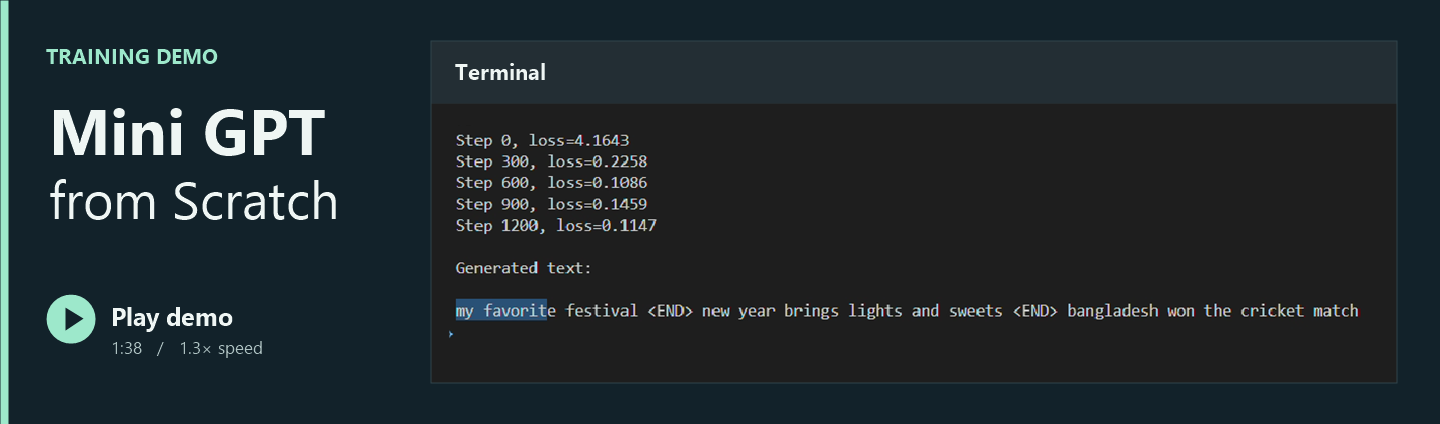 TRAINING DEMO
Mini GPT
from Scratch
Play demo
1:38 / 1.3× speed
Terminal
Step 0, loss=4.1643
Step 300, loss=0.2258
Step 600, loss=0.1086
Step 900, loss=0.1459
Step 1200, loss=0.1147
Generated text:
my favorite festival <END> new year brings lights and sweets <END> bangladesh won the cricket match